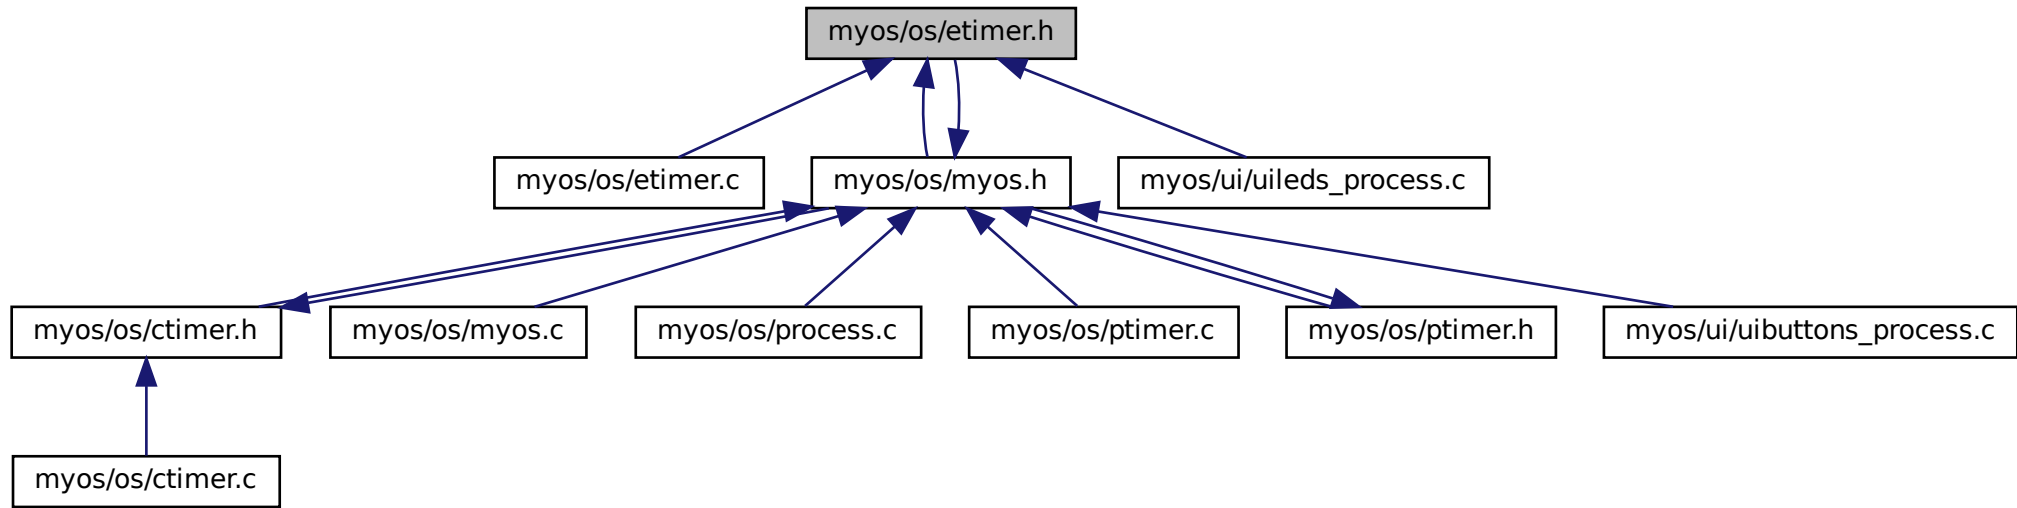 myos/os/etimer.h
myos/os/etimer.c
myos/os/myos.h
myos/ui/uileds_process.c
myos/os/ctimer.h
myos/os/myos.c
myos/os/process.c
myos/os/ptimer.c
myos/os/ptimer.h
myos/ui/uibuttons_process.c
myos/os/ctimer.c